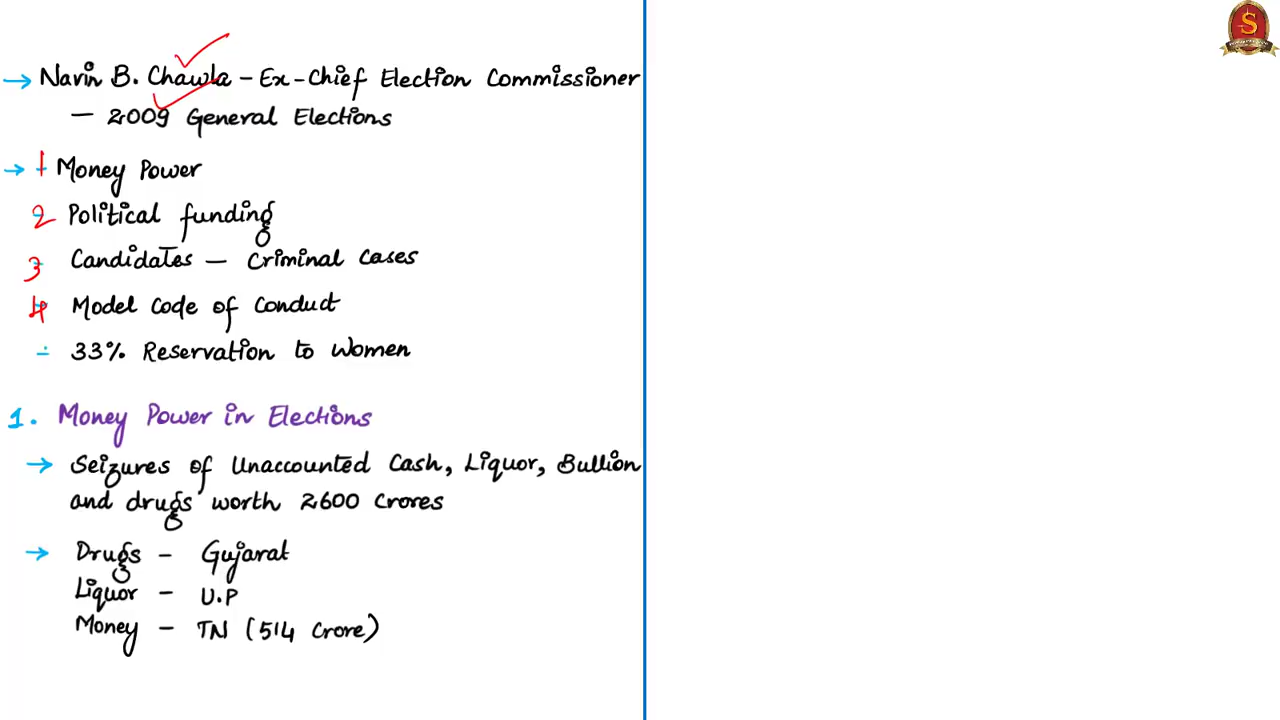 → Navin B. Chawla – Ex-Chief Election Commissioner
– 2009 General Elections
→ 1 Money Power
2 Political funding
3 Candidates – Criminal Cases
4 Model Code of Conduct
- 33% Reservation to Women
1. Money Power in Elections
→ Seizures of Unaccounted Cash, Liquor, Bullion
and drugs worth 2600 Crores
→ Drugs – Gujarat
Liquor – U.P
Money – TN (514 Crore)
S